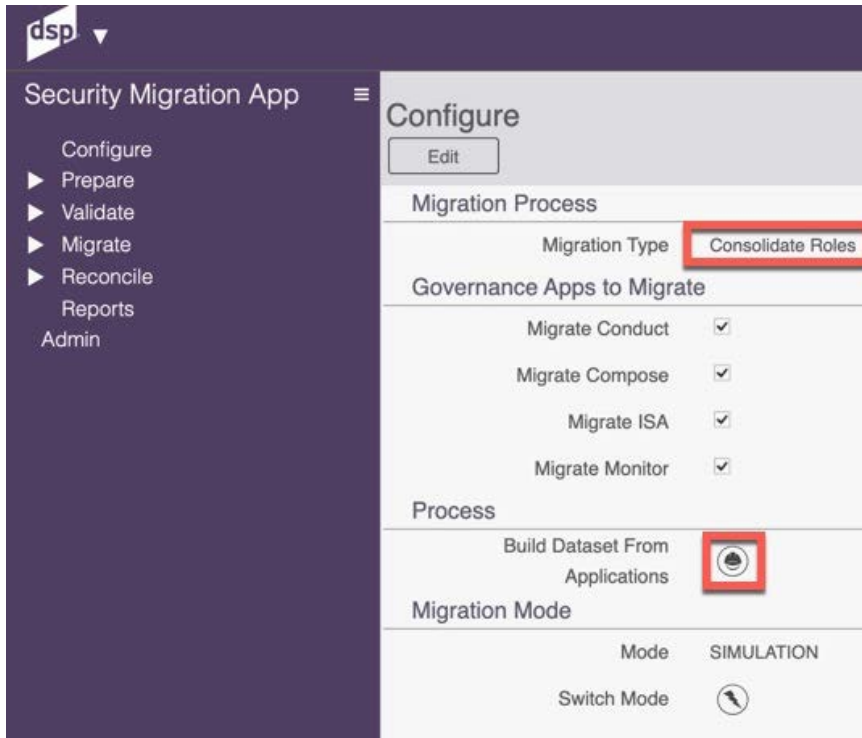 dsp
Security Migration App
Configure
Prepare
Validate
Migrate
Reconcile
Reports
Admin
Configure
Edit
Migration Process
Migration Type Consolidate Roles
Governance Apps to Migrate
Migrate Conduct
Migrate Compose
Migrate ISA
Migrate Monitor
Process
Build Dataset From
Applications
Migration Mode
Mode SIMULATION
Switch Mode